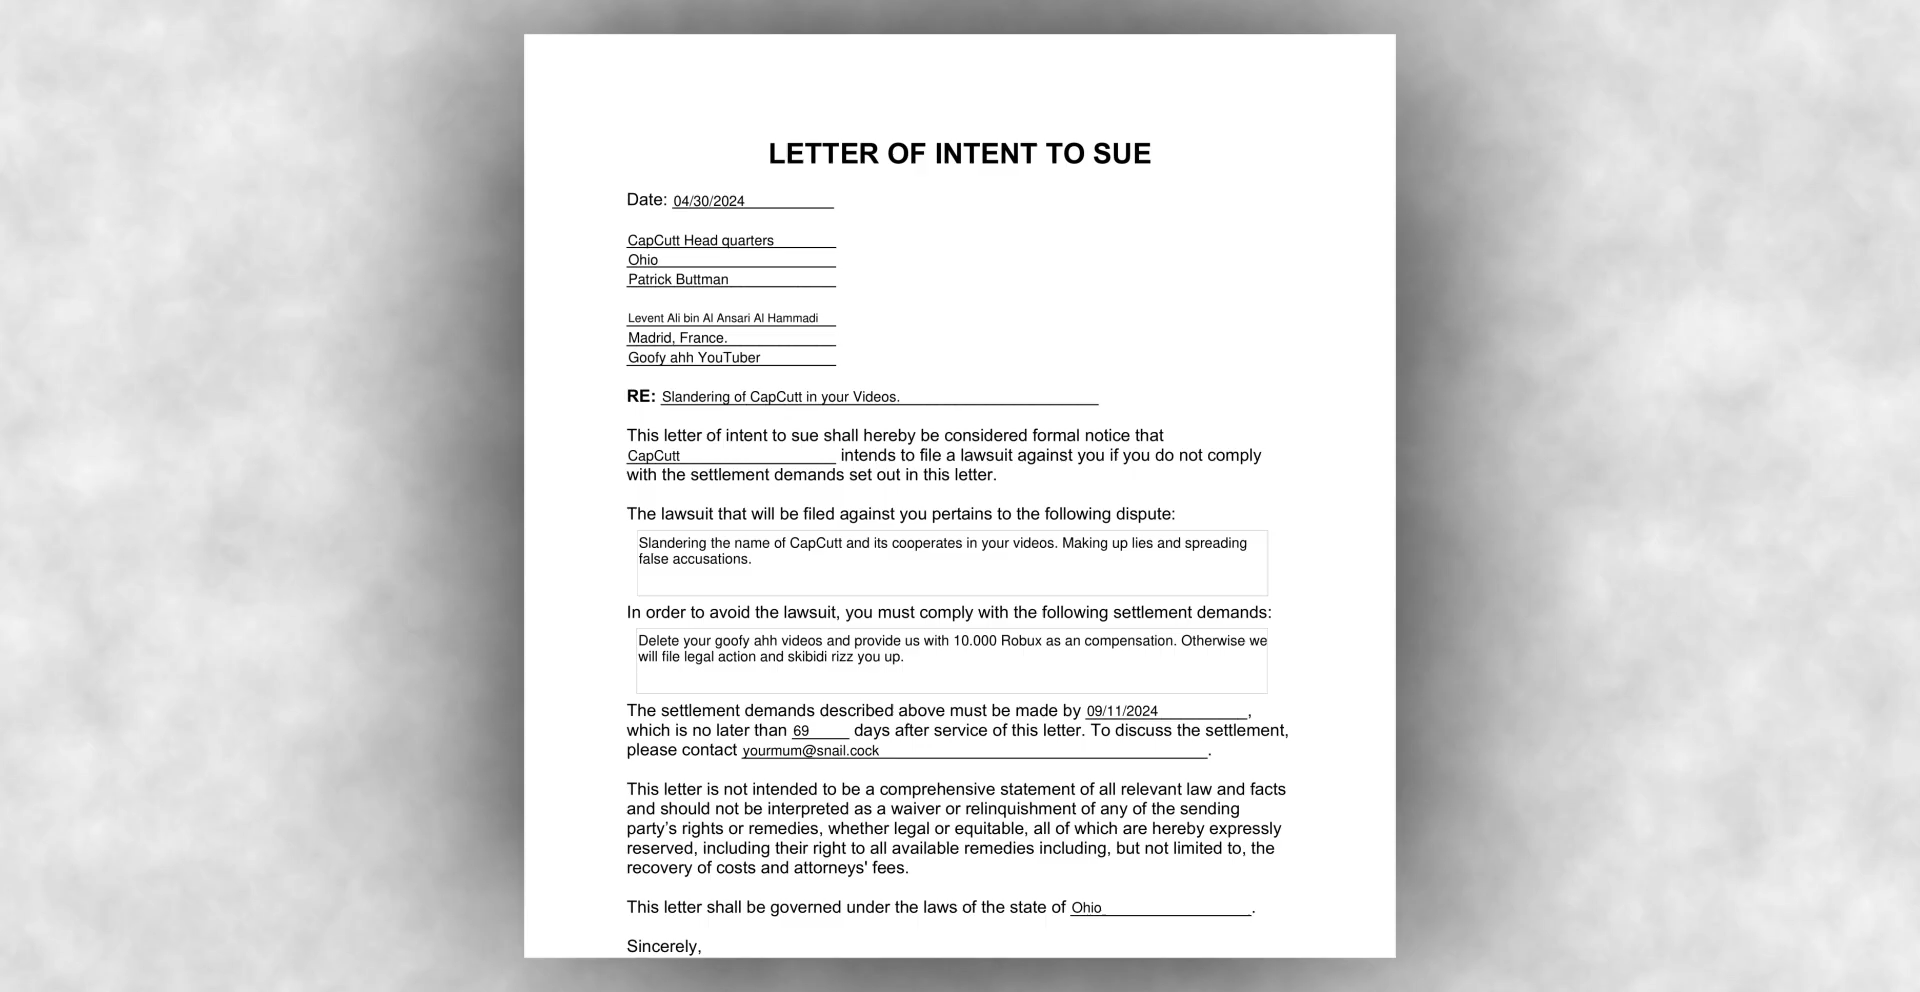 LETTER OF INTENT TO SUE
Date: 04/30/2024
CapCutt Head quarters
Ohio
Patrick Buttman
Levent Ali bin Al Ansari Al Hammadi
Madrid, France.
Goofy ahh YouTuber
RE: Slandering of CapCutt in your Videos.
This letter of intent to sue shall hereby be considered formal notice that
CapCutt intends to file a lawsuit against you if you do not comply
with the settlement demands set out in this letter.
The lawsuit that will be filed against you pertains to the following dispute:
Slandering the name of CapCutt and its cooperates in your videos. Making up lies and spreading
false accusations.
In order to avoid the lawsuit, you must comply with the following settlement demands:
Delete your goofy ahh videos and provide us with 10.000 Robux as an compensation. Otherwise we
will file legal action and skibidi rizz you up.
The settlement demands described above must be made by 09/11/2024,
which is no later than 69 days after service of this letter. To discuss the settlement,
please contact yourmum@snail.cock.
This letter is not intended to be a comprehensive statement of all relevant law and facts
and should not be interpreted as a waiver or relinquishment of any of the sending
party's rights or remedies, whether legal or equitable, all of which are hereby expressly
reserved, including their right to all available remedies including, but not limited to, the
recovery of costs and attorneys' fees.
This letter shall be governed under the laws of the state of Ohio.
Sincerely,